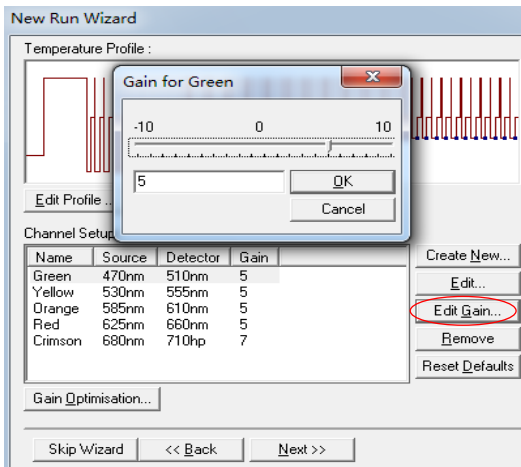 New Run Wizard
Temperature Profile :
Gain for Green
-10 0 10
5
OK
Cancel
Edit Profile ..
Channel Setup
Name Source Detector Gain
Green 470nm 510nm 5
Yellow 530nm 555nm 5
Orange 585nm 610nm 5
Red 625nm 660nm 5
Crimson 680nm 710hp 7
Create New...
Edit...
Edit Gain...
Remove
Reset Defaults
Gain Optimisation...
Skip Wizard << Back Next >>